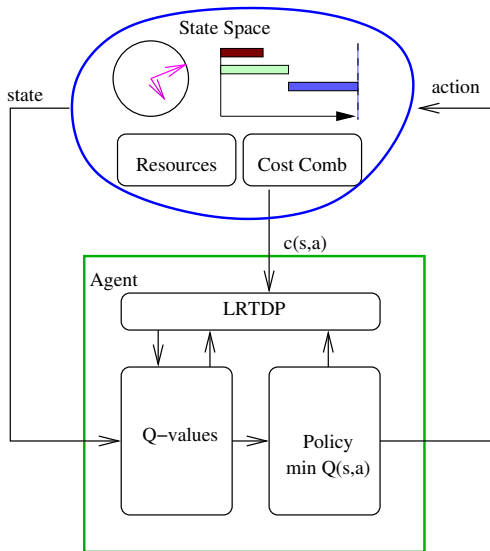 State Space
state
action
Resources
Cost Comb
c(s,a)
Agent
LRTDP
Q−values
Policy
min Q(s,a)